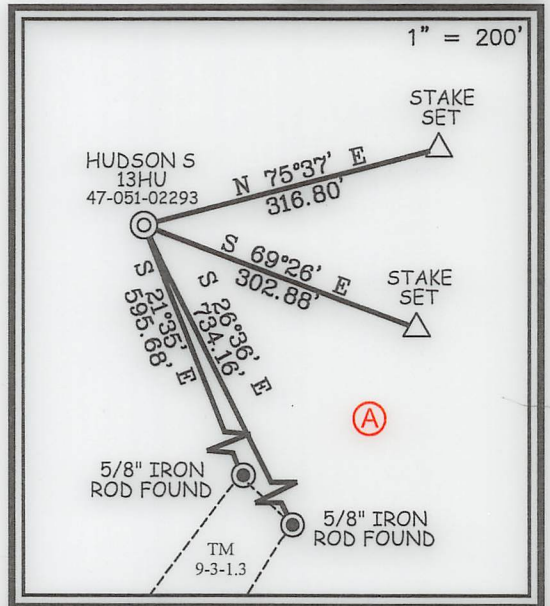 1" = 200'
STAKE
SET
HUDSON S
13HU
47-051-02293
N 75°37' E
316.80'
S 69°26' E
302.88'
STAKE
SET
S 21°35' E
595.68'
S 26°36' E
734.16'
A
5/8" IRON
ROD FOUND
5/8" IRON
ROD FOUND
TM
9-3-1.3